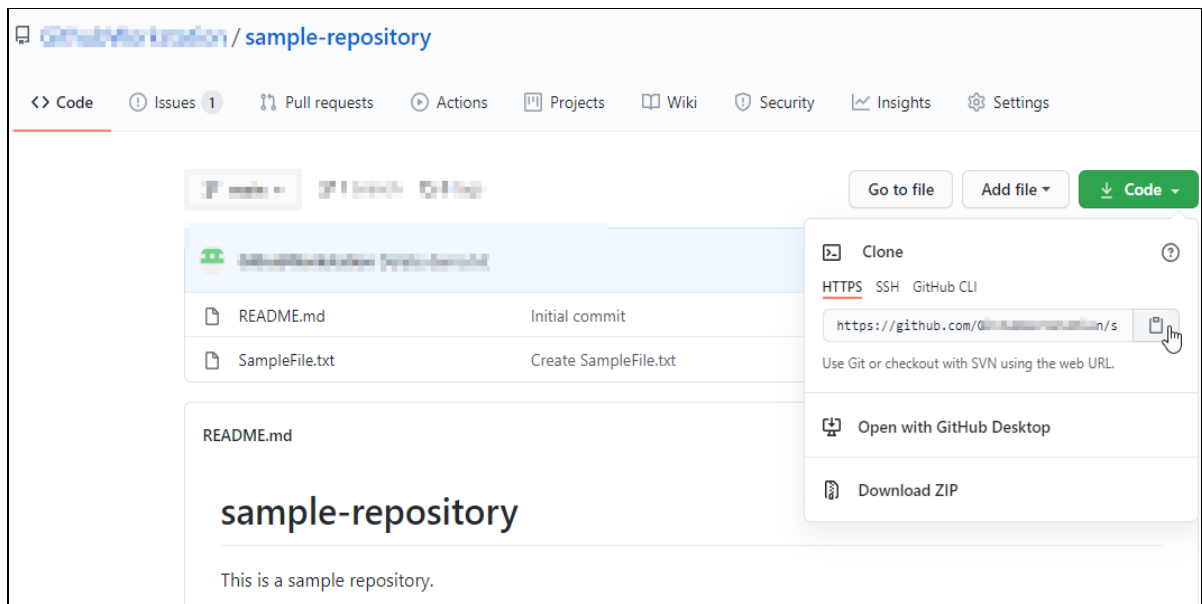 / sample-repository
Code Issues 1 Pull requests Actions Projects Wiki Security Insights Settings
Go to file Add file Code
Clone
HTTPS SSH GitHub CLI
https://github.com/ n/s
Use Git or checkout with SVN using the web URL.
README.md Initial commit
SampleFile.txt Create SampleFile.txt
Open with GitHub Desktop
Download ZIP
README.md
sample-repository
This is a sample repository.